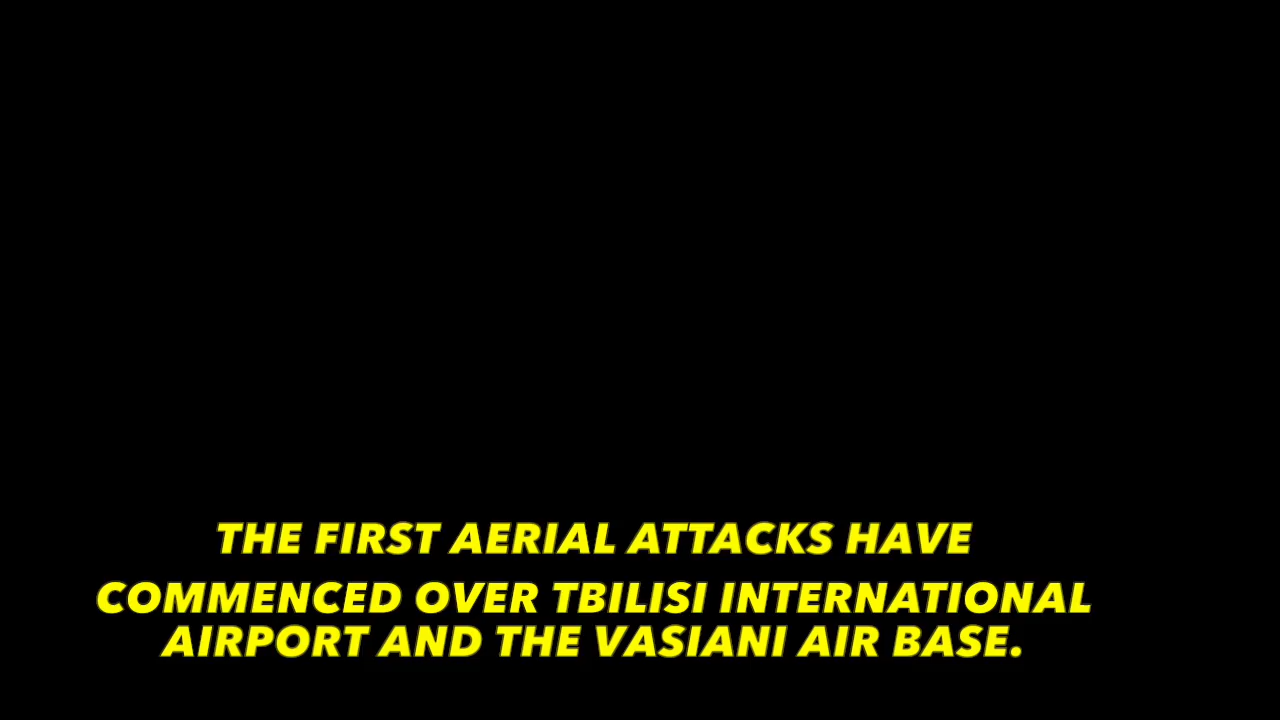 THE FIRST AERIAL ATTACKS HAVE
COMMENCED OVER TBILISI INTERNATIONAL
AIRPORT AND THE VASIANI AIR BASE.